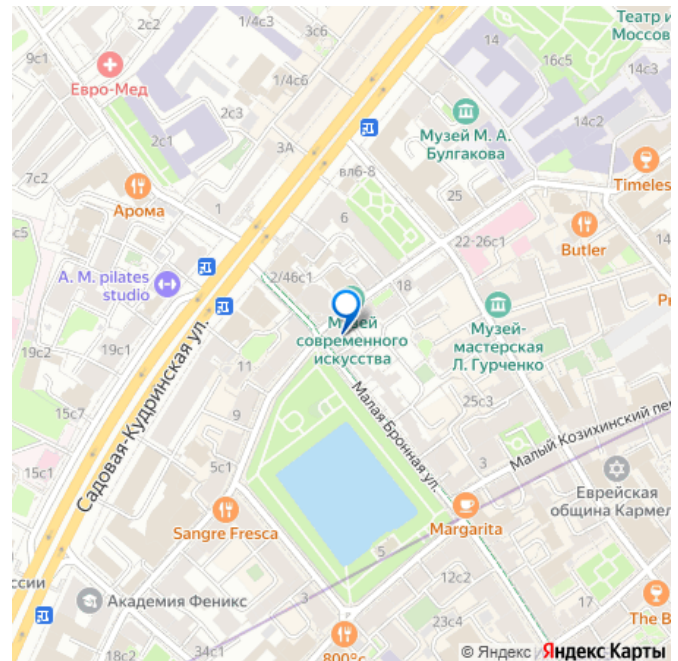 9с1
1/4с3
3с6
Театр и
Моссов
14
16с5
14с3
Евро-Мед
1/4с6
2с3
2с1
3А
14с2
Музей М. А.
Булгакова
вл6-8
7с2
Арома
1
25
Timeles
6
22-26с1
Butler
с5
А. М. pilates
studio
2/46с1
18
Музей
современного
искусства
Музей-
мастерская
Л. Гурченко
Садовая-Кудринская ул.
19с2
19с1
11
9
Малая Бронная ул.
25с3
15с7
15с1
5с1
3
Малый Козихинский пе
Sangre Fresca
Margarita
Еврейская
община Кармел
5
12с2
ссии
Академия Феникс
3
The B
18с2
34с1
800°с
23с4
© Яндекс
Яндекс Карты